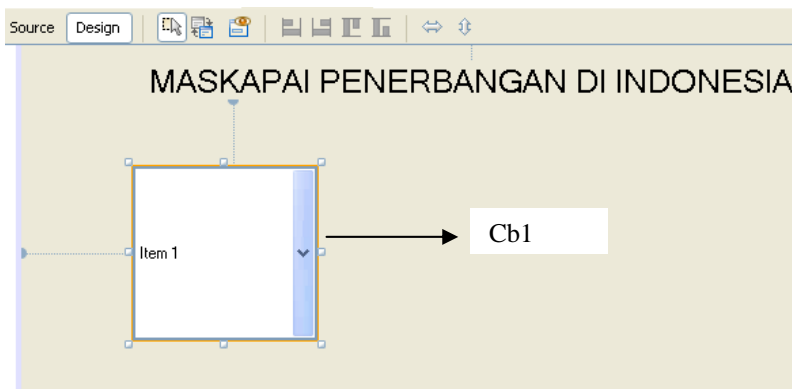 Source Design
MASKAPAI PENERBANGAN DI INDONESIA
Item 1
Cb1